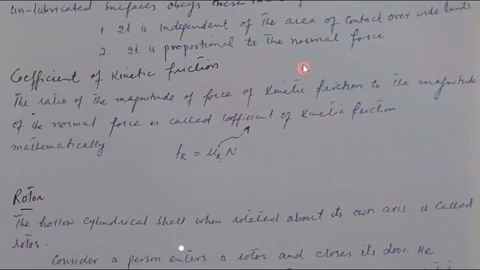 un-lubricated surfaces obeys these
1. It is independent of the area of contact over wide limits
2. It is proportional to the normal force
Coefficient of Kinetic friction
The ratio of the magnitude of force of Kinetic friction to the magnitude
of the normal force is called coefficient of Kinetic friction.
mathematically
fk = μk N
Rotor
The hollow cylindrical shell when rotated about its own axis is called
rotor.
Consider a person enters a rotor and closes its door. He